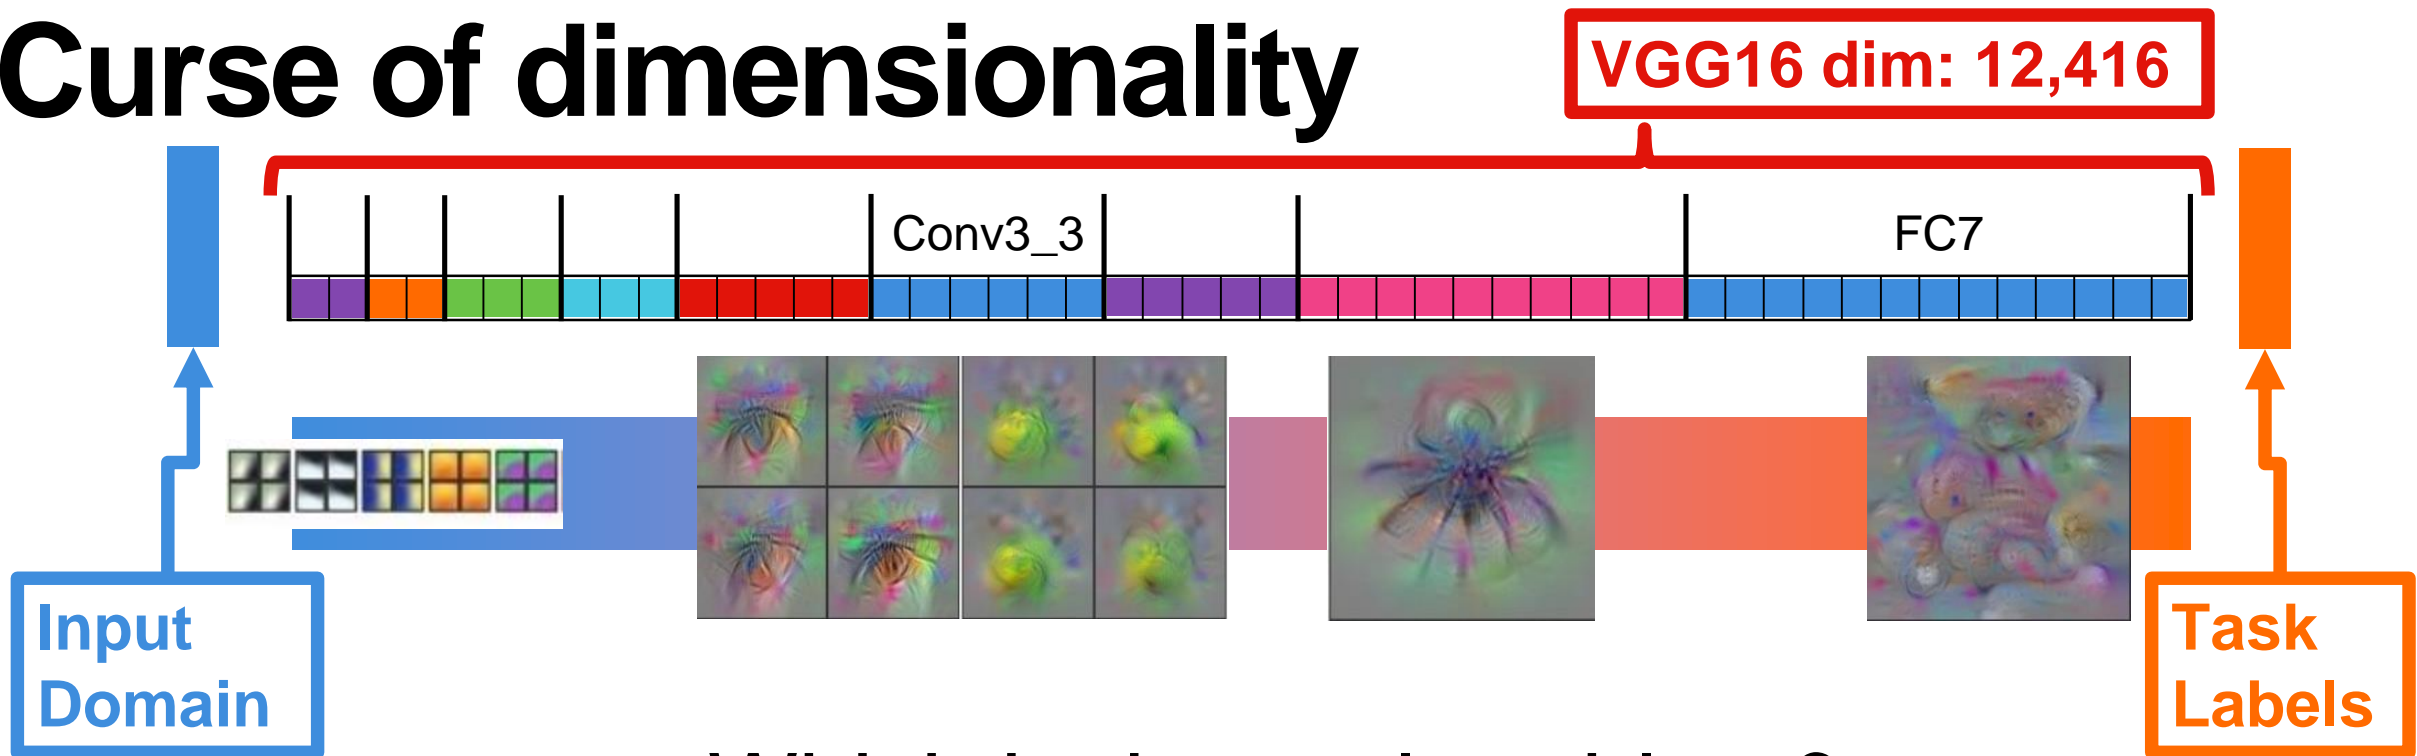 Curse of dimensionality
VGG16 dim: 12,416
Conv3_3
FC7
Input
Domain
Task
Labels